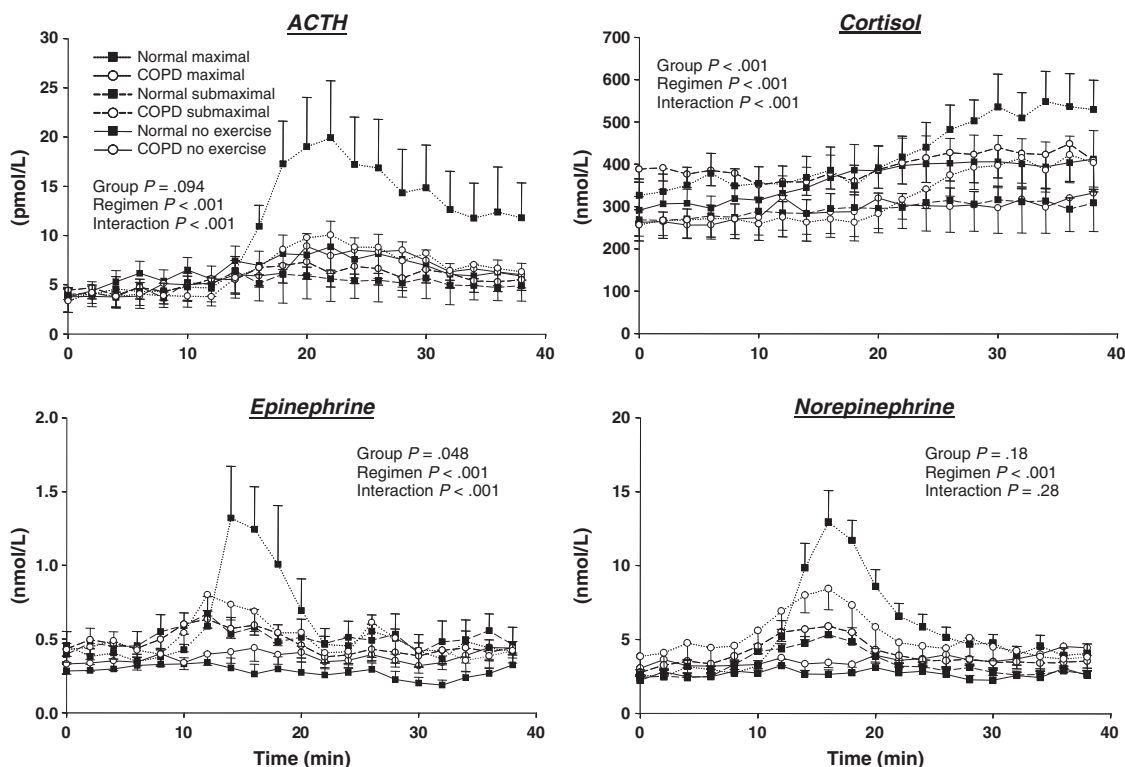 ACTH
30
25
20
15
10
5
0
(pmol/L)
Normal maximal
COPD maximal
Normal submaximal
COPD submaximal
Normal no exercise
COPD no exercise
Group P = .094
Regimen P < .001
Interaction P < .001
0 10 20 30 40
Cortisol
700
600
500
400
300
200
100
0
(nmol/L)
Group P < .001
Regimen P < .001
Interaction P < .001
0 10 20 30 40
Epinephrine
2.0
1.5
1.0
0.5
0.0
(nmol/L)
Group P = .048
Regimen P < .001
Interaction P < .001
0 10 20 30 40
Time (min)
Norepinephrine
20
15
10
5
0
(nmol/L)
Group P = .18
Regimen P < .001
Interaction P = .28
0 10 20 30 40
Time (min)